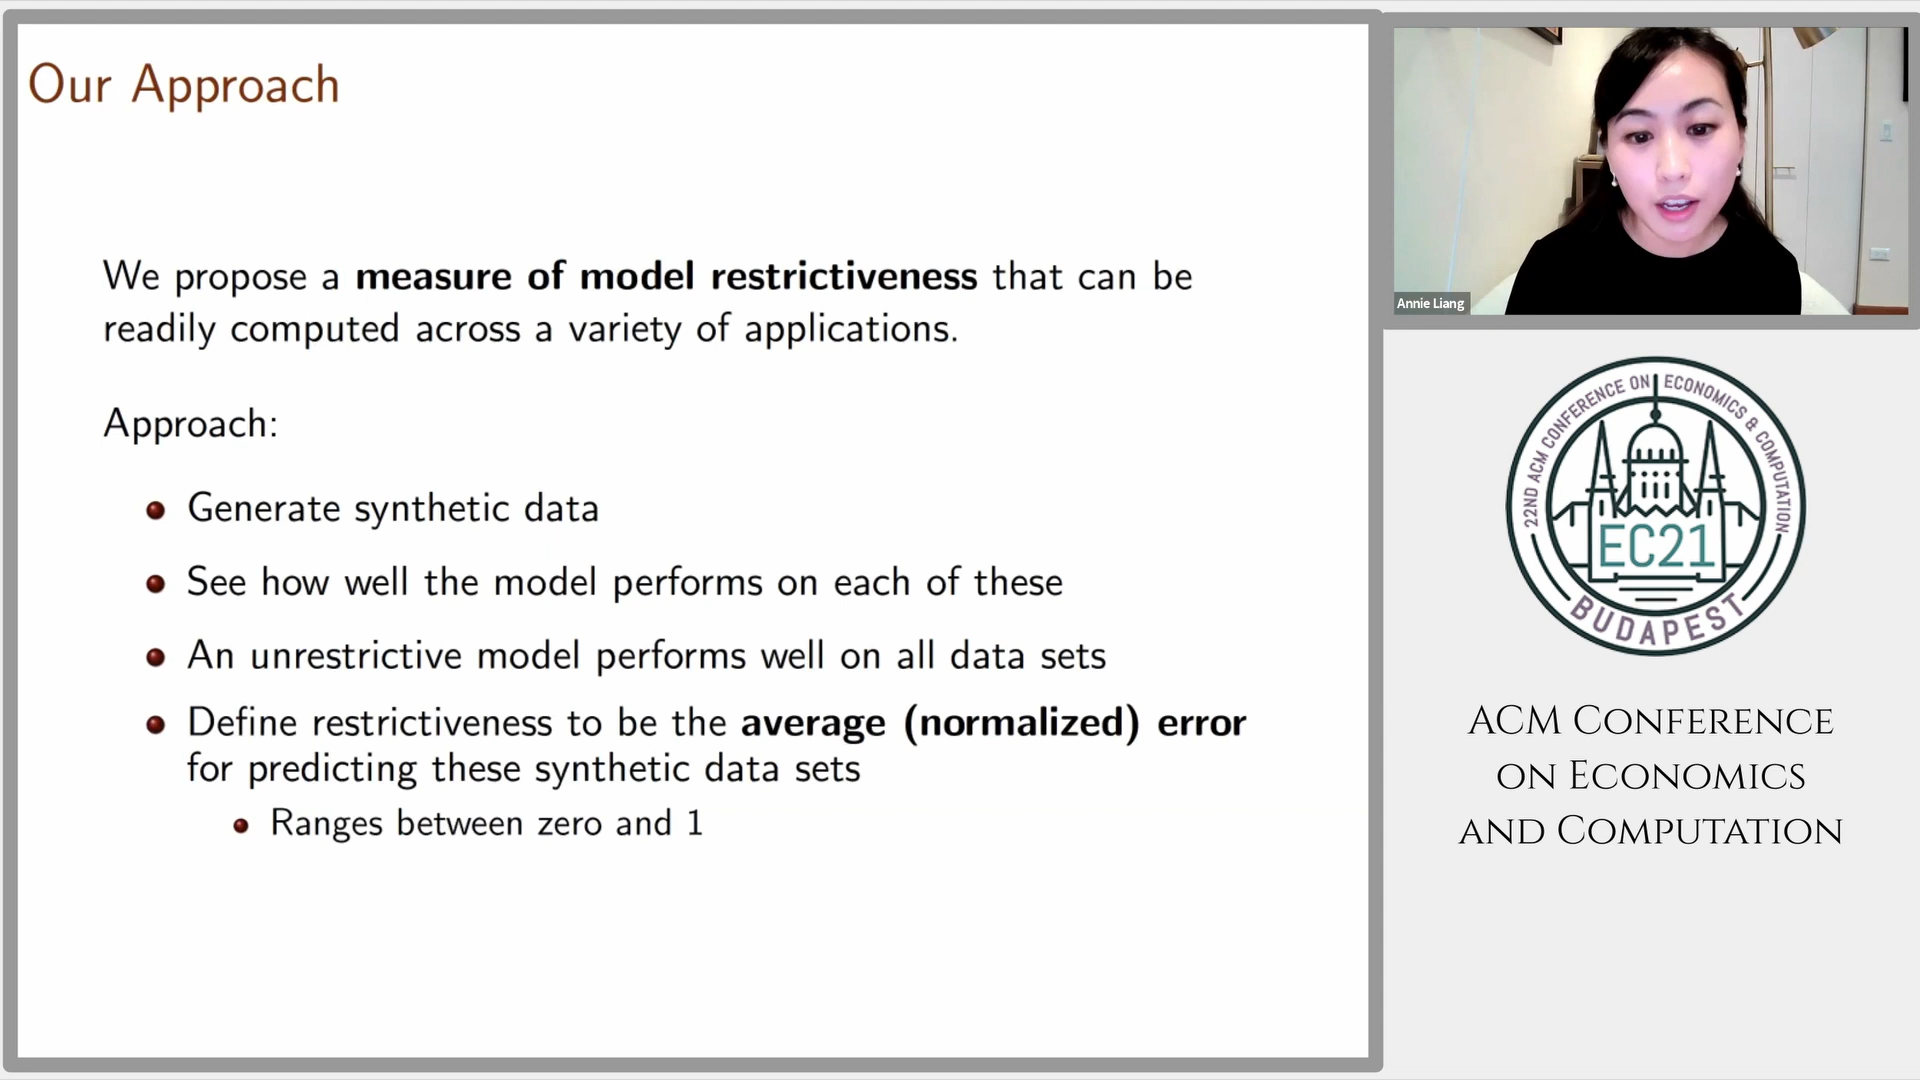 Our Approach
We propose a measure of model restrictiveness that can be
readily computed across a variety of applications.
Approach:
Generate synthetic data
See how well the model performs on each of these
An unrestrictive model performs well on all data sets
Define restrictiveness to be the average (normalized) error
for predicting these synthetic data sets
Ranges between zero and 1
Annie Liang
22ND ACM CONFERENCE ON ECONOMICS & COMPUTATION
EC21
BUDAPEST
ACM CONFERENCE
ON ECONOMICS
AND COMPUTATION